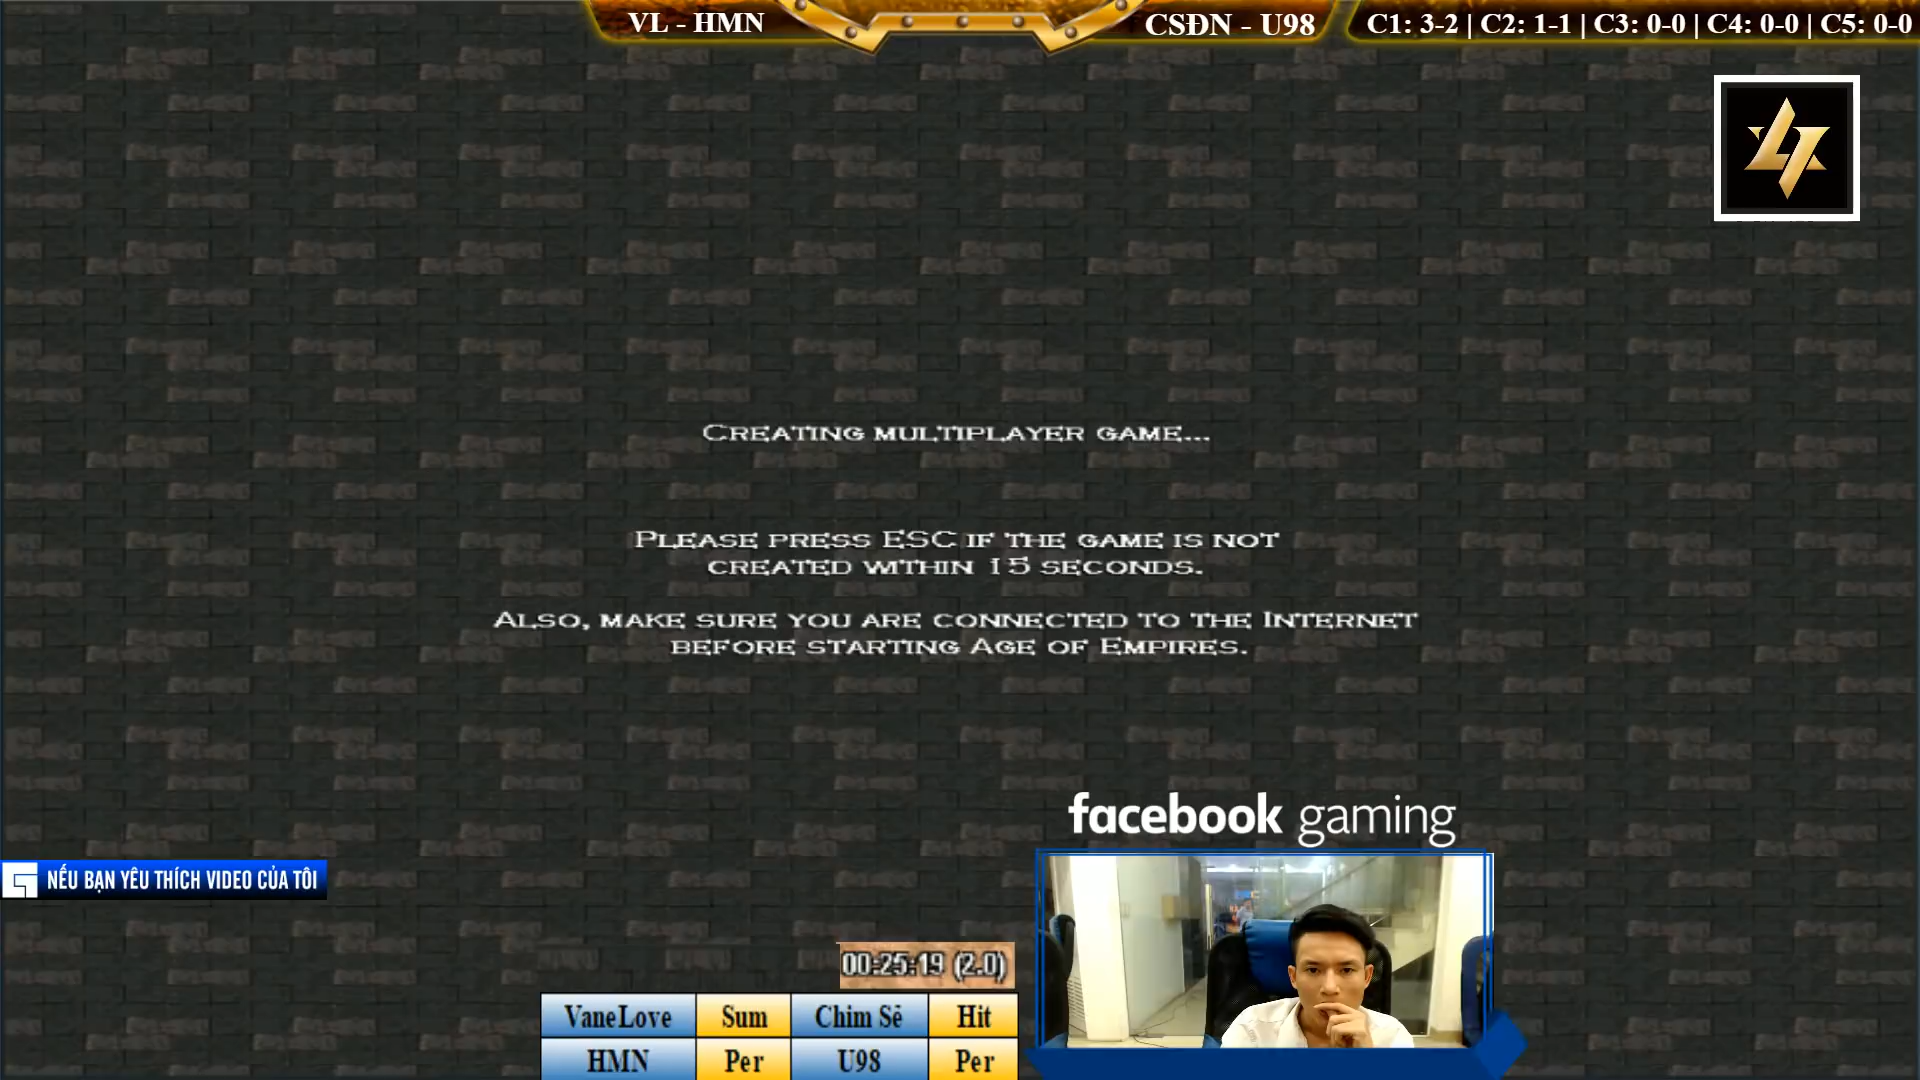 VL - HMN
CSĐN - U98
C1: 3-2 | C2: 1-1 | C3: 0-0 | C4: 0-0 | C5: 0-0
Creating multiplayer game...
Please press ESC if the game is not
created within 15 seconds.
Also, make sure you are connected to the Internet
before starting Age of Empires.
facebook gaming
NẾU BẠN YÊU THÍCH VIDEO CỦA TÔI
00:25:19 (2.0)
VaneLove Sum Chim Sẻ Hit
HMN Per U98 Per